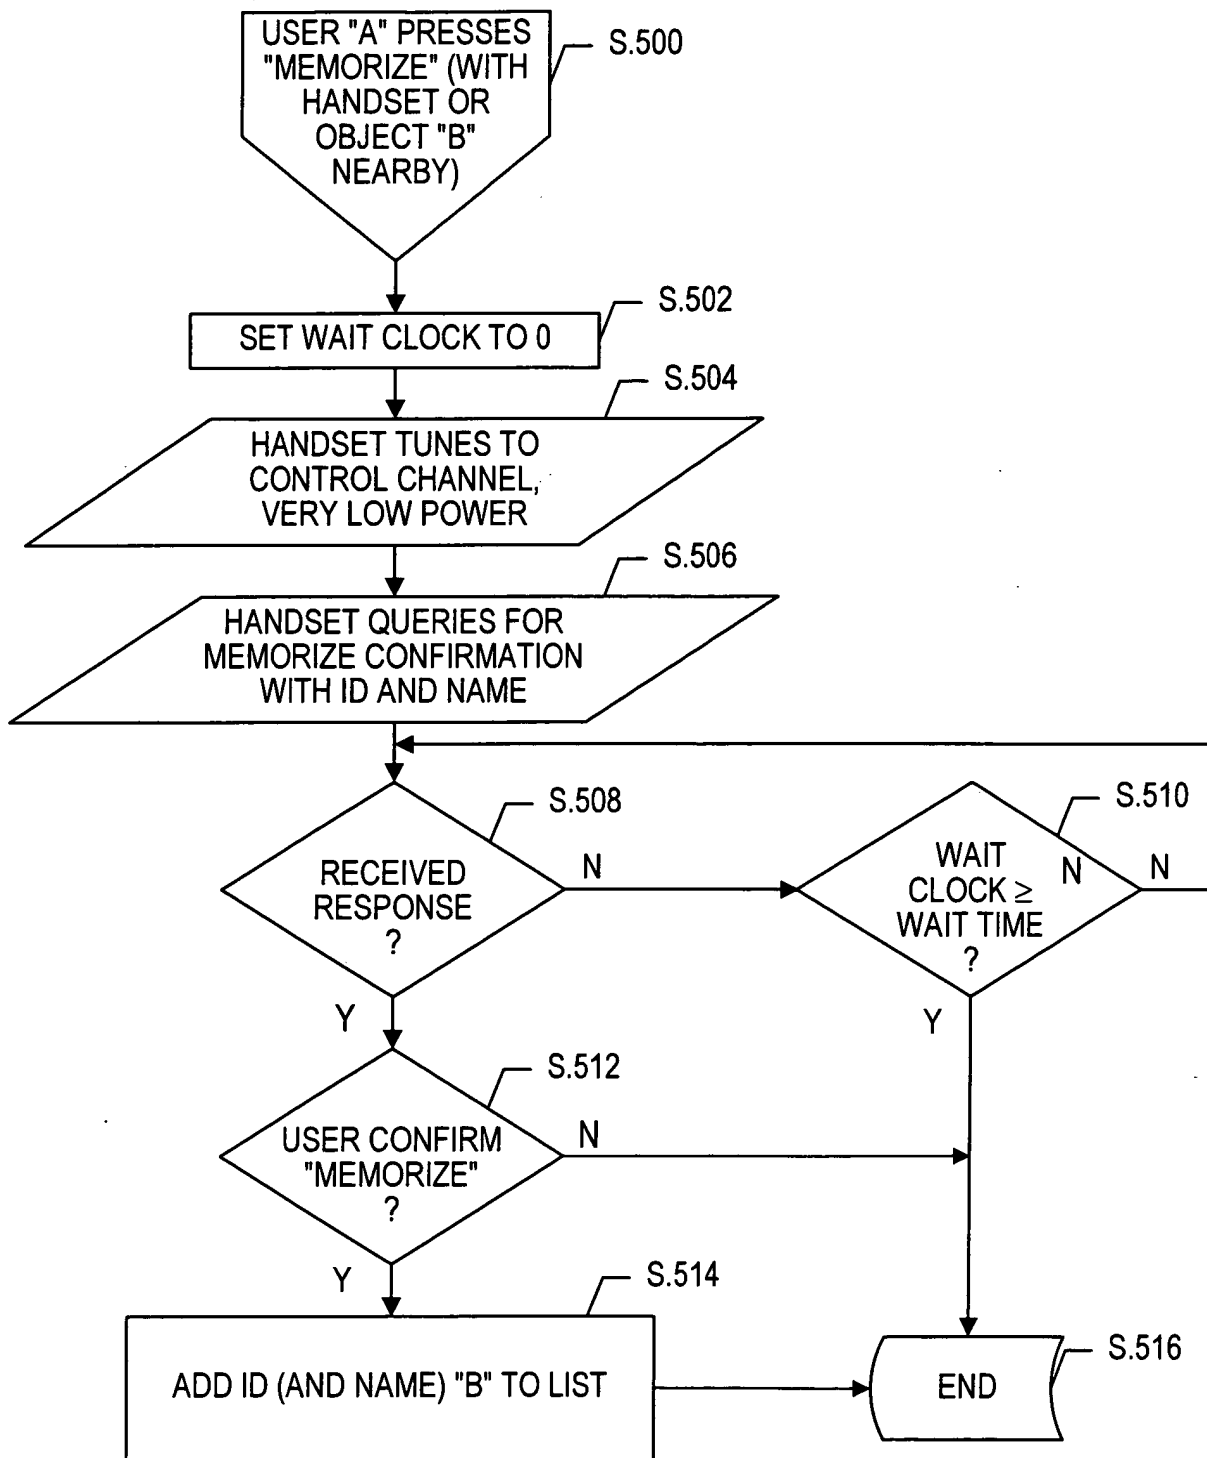 USER "A" PRESSES
"MEMORIZE" (WITH
HANDSET OR
OBJECT "B"
NEARBY)
S.500
S.502
SET WAIT CLOCK TO 0
S.504
HANDSET TUNES TO
CONTROL CHANNEL,
VERY LOW POWER
S.506
HANDSET QUERIES FOR
MEMORIZE CONFIRMATION
WITH ID AND NAME
S.508
RECEIVED
RESPONSE
?
N
Y
S.510
WAIT
CLOCK ≥
WAIT TIME
?
N
N
Y
S.512
USER CONFIRM
"MEMORIZE"
?
N
Y
S.514
ADD ID (AND NAME) "B" TO LIST
END
S.516